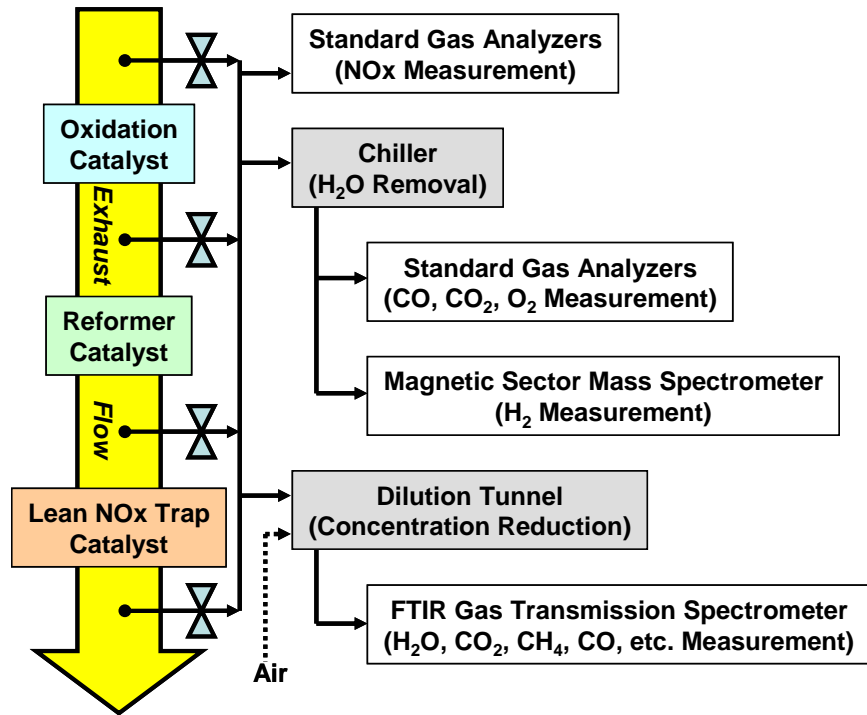 Standard Gas Analyzers
(NOx Measurement)
Oxidation
Catalyst
Chiller
(H₂O Removal)
Exhaust
Standard Gas Analyzers
(CO, CO₂, O₂ Measurement)
Reformer
Catalyst
Magnetic Sector Mass Spectrometer
(H₂ Measurement)
Flow
Dilution Tunnel
(Concentration Reduction)
Lean NOx Trap
Catalyst
FTIR Gas Transmission Spectrometer
(H₂O, CO₂, CH₄, CO, etc. Measurement)
Air